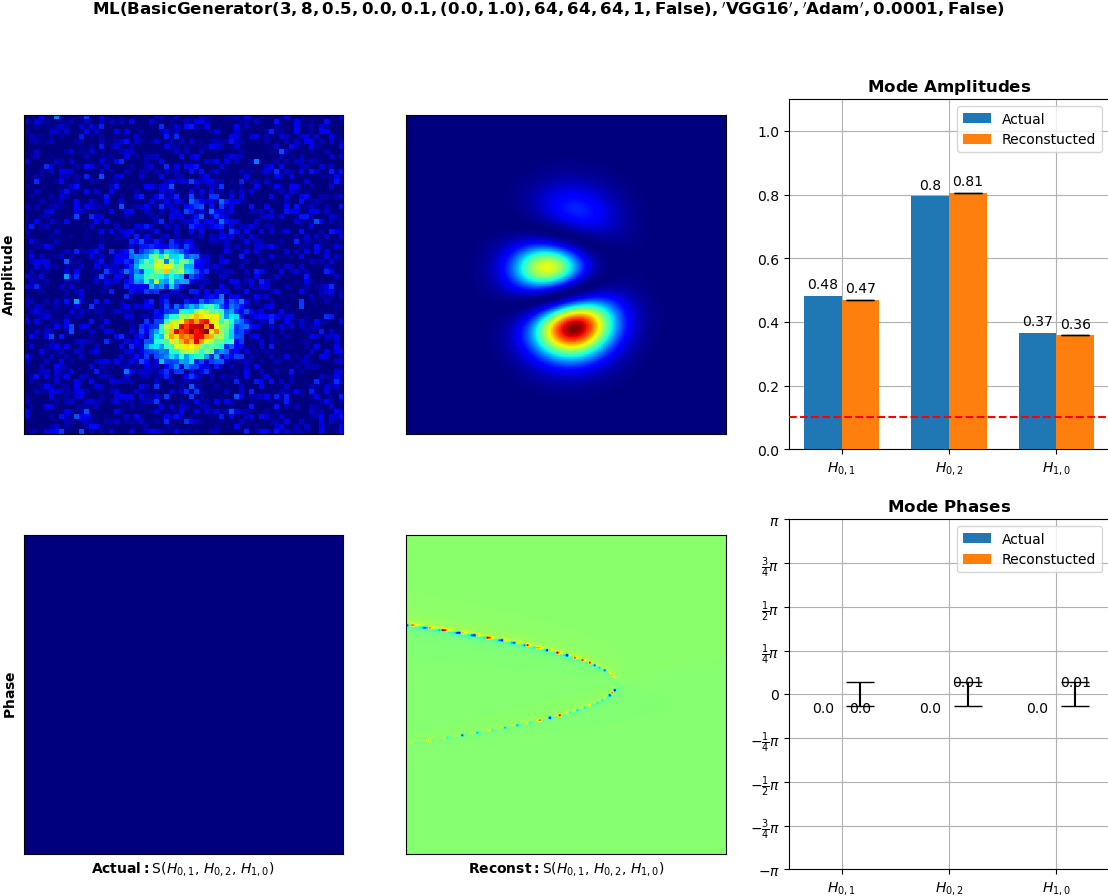 ML(BasicGenerator(3, 8, 0.5, 0.0, 0.1, (0.0, 1.0), 64, 64, 64, 1, False), ′VGG16′, ′Adam′, 0.0001, False)
Amplitude
Mode Amplitudes
Actual
Reconstucted
1.0
0.8
0.6
0.4
0.2
0.0
0.48
0.47
0.8
0.81
0.37
0.36
H0,1
H0,2
H1,0
Phase
Actual: S(H0,1, H0,2, H1,0)
Reconst: S(H0,1, H0,2, H1,0)
Mode Phases
Actual
Reconstucted
π
3/4π
1/2π
1/4π
0
−1/4π
−1/2π
−3/4π
−π
0.0
0.0
0.0
0.01
0.0
0.01
H0,1
H0,2
H1,0